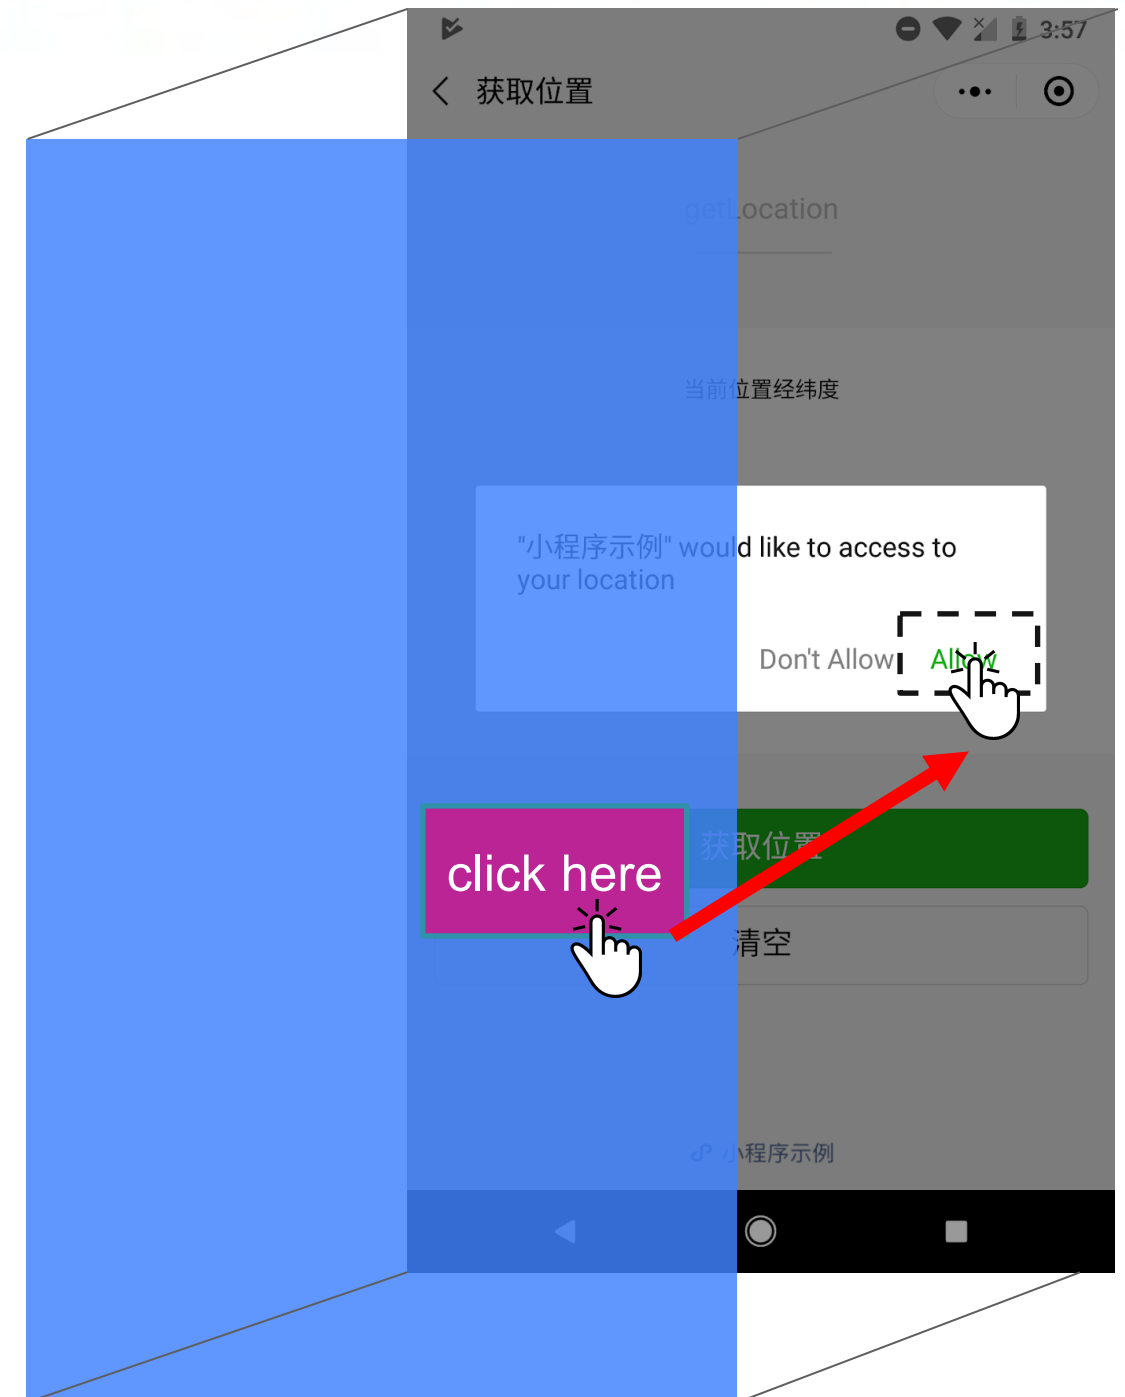 3:57
获取位置
getLocation
当前位置经纬度
"小程序示例" would like to access to
your location
Don't Allow
Allow
获取位置
click here
清空
小程序示例